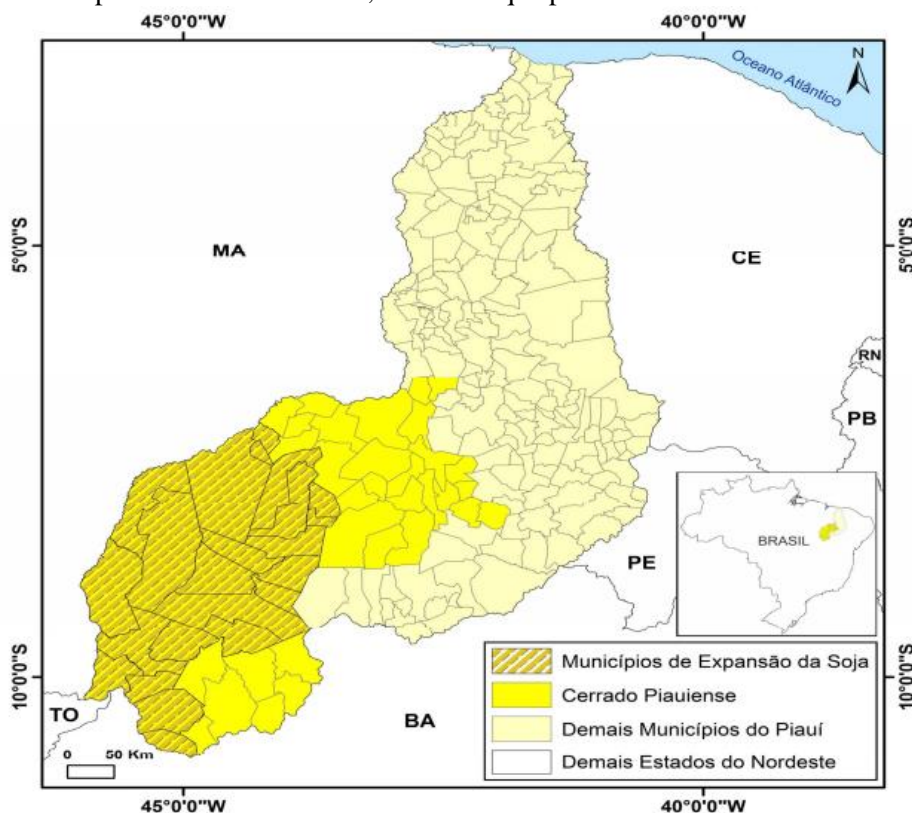 45°0'0"W
40°0'0"W
Oceano Atlântico
N
5°0'0"S
5°0'0"S
MA
CE
RN
PB
BRASIL
PE
10°0'0"S
10°0'0"S
TO
BA
0 50 Km
Municípios de Expansão da Soja
Cerrado Piauiense
Demais Municípios do Piauí
Demais Estados do Nordeste
45°0'0"W
40°0'0"W